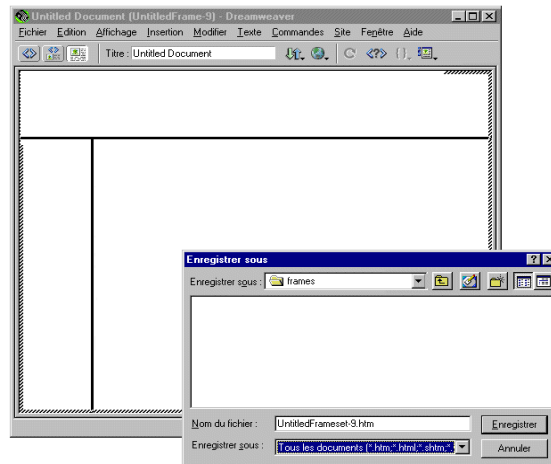 Untitled Document (UntitledFrame-9) - Dreamweaver
Fichier Edition Affichage Insertion Modifier Texte Commandes Site Fenêtre Aide
Titre : Untitled Document
Enregistrer sous
Enregistrer sous : frames
Nom du fichier : UntitledFrameset-9.htm Enregistrer
Enregistrer sous : Tous les documents (*.htm;*.html;*.shtm;*. Annuler